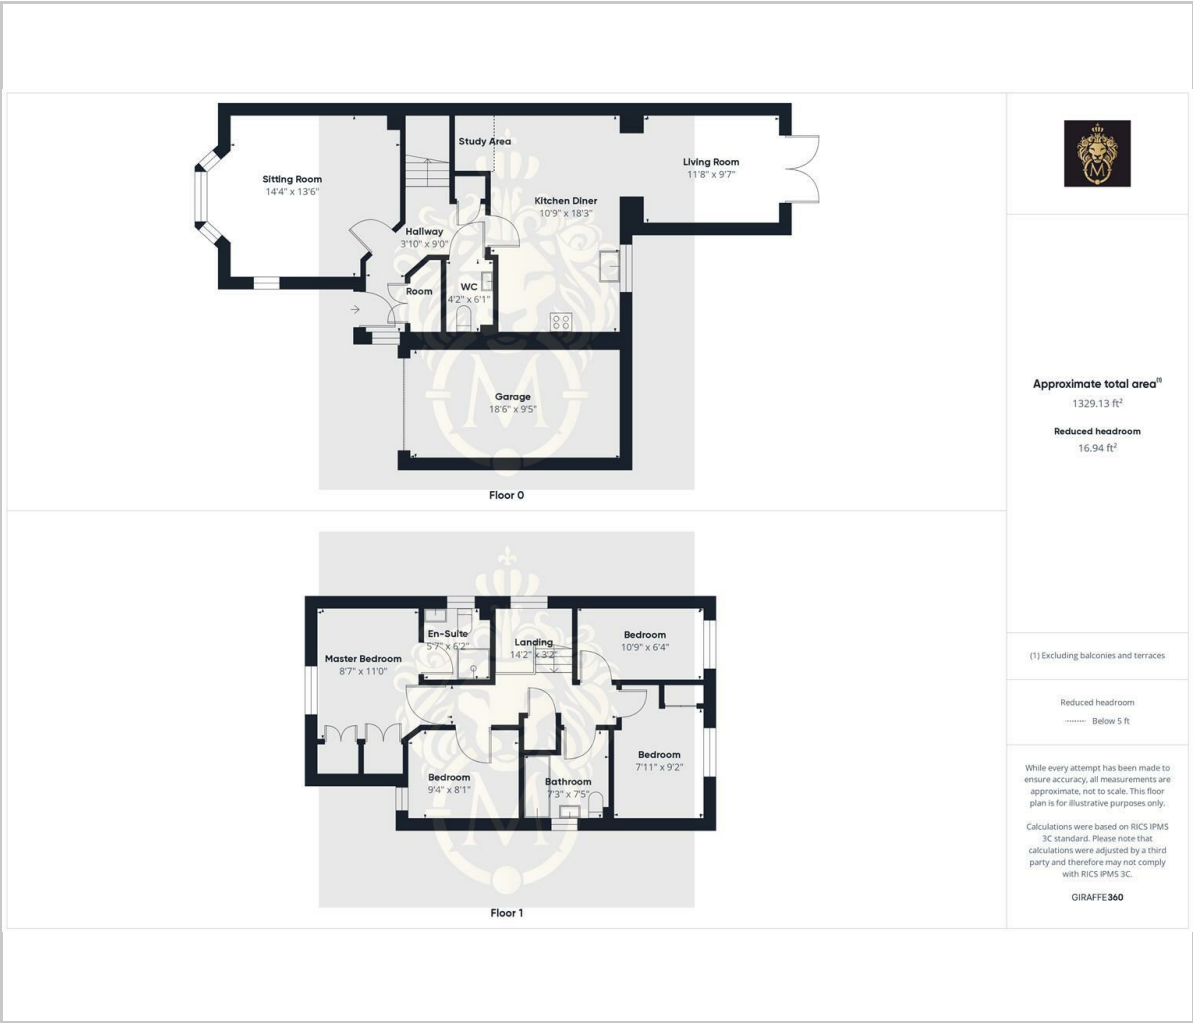 Study Area
Living Room
11'8" x 9'7"
Sitting Room
14'4" x 13'6"
Kitchen Diner
10'9" x 18'3"
Hallway
3'10" x 9'0"
Room
WC
4'2" x 6'1"
Garage
18'6" x 9'5"
Floor 0
En-Suite
5'7" x 6'2"
Landing
14'2" x 3'2"
Bedroom
10'9" x 6'4"
Master Bedroom
8'7" x 11'0"
Bedroom
7'11" x 9'2"
Bedroom
9'4" x 8'1"
Bathroom
7'3" x 7'5"
Floor 1
M
Approximate total area⁽¹⁾
1329.13 ft²
Reduced headroom
16.94 ft²
(1) Excluding balconies and terraces
Reduced headroom
Below 5 ft
While every attempt has been made to
ensure accuracy, all measurements are
approximate, not to scale. This floor
plan is for illustrative purposes only.
Calculations were based on RICS IPMS
3C standard. Please note that
calculations were adjusted by a third
party and therefore may not comply
with RICS IPMS 3C.
GIRAFFE360